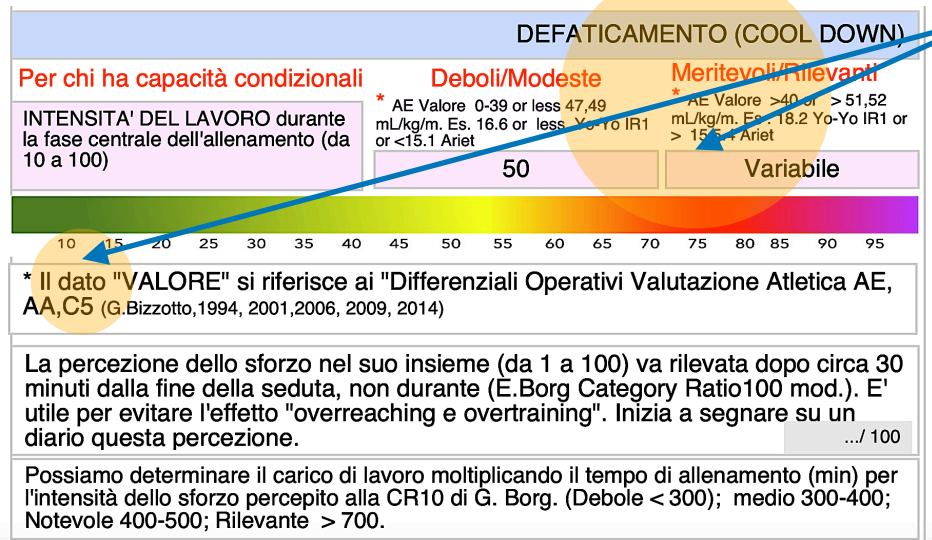 DEFATICAMENTO (COOL DOWN)
Per chi ha capacità condizionali
Deboli/Modeste
Meritevoli/Rilevanti
INTENSITA' DEL LAVORO durante
la fase centrale dell'allenamento (da
10 a 100)
* AE Valore 0-39 or less 47,49
mL/kg/m. Es. 16.6 or less Yo-Yo IR1
or <15.1 Ariet
* AE Valore >40 or > 51,52
mL/kg/m. Es. 18.2 Yo-Yo IR1 or
> Ariet
50
Variabile
10 15 20 25 30 35 40 45 50 55 60 65 70 75 80 85 90 95
* Il dato "VALORE" si riferisce ai "Differenziali Operativi Valutazione Atletica AE,
AA,C5 (G.Bizzotto,1994, 2001,2006, 2009, 2014)
La percezione dello sforzo nel suo insieme (da 1 a 100) va rilevata dopo circa 30
minuti dalla fine della seduta, non durante (E.Borg Category Ratio100 mod.). E'
utile per evitare l'effetto "overreaching e overtraining". Inizia a segnare su un
diario questa percezione.
.../ 100
Possiamo determinare il carico di lavoro moltiplicando il tempo di allenamento (min) per
l'intensità dello sforzo percepito alla CR10 di G. Borg. (Debole < 300); medio 300-400;
Notevole 400-500; Rilevante > 700.